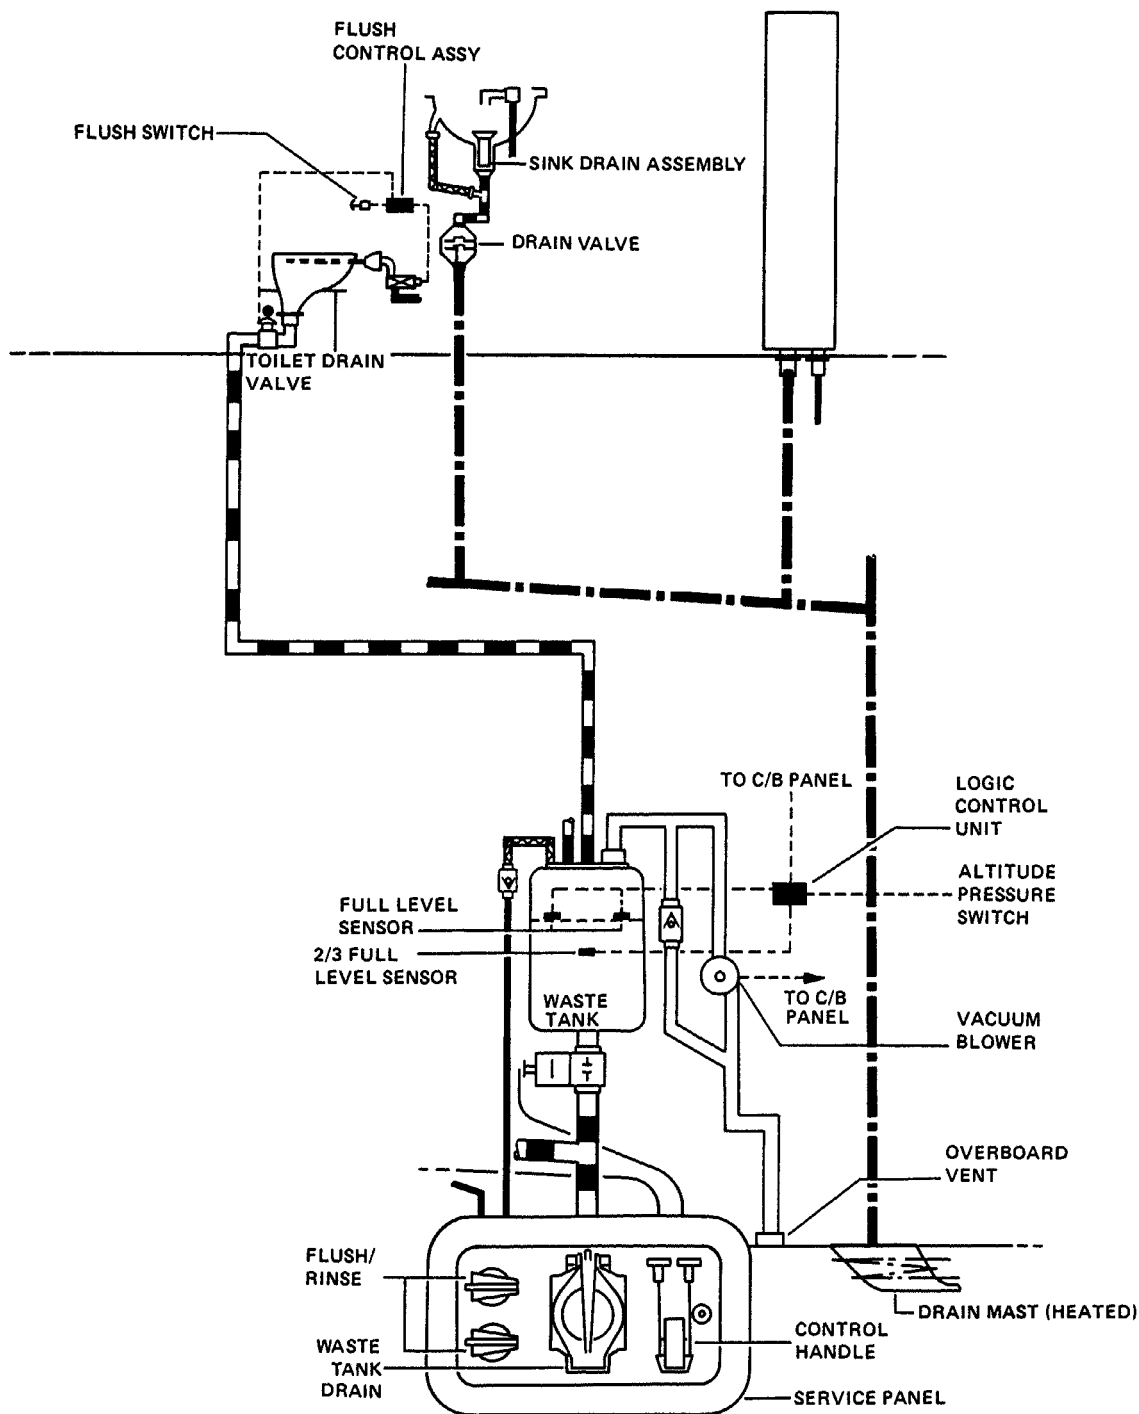 FLUSH
CONTROL ASSY
FLUSH SWITCH
SINK DRAIN ASSEMBLY
DRAIN VALVE
TOILET DRAIN
VALVE
TO C/B PANEL
LOGIC
CONTROL
UNIT
ALTITUDE
PRESSURE
SWITCH
FULL LEVEL
SENSOR
2/3 FULL
LEVEL SENSOR
WASTE
TANK
TO C/B
PANEL
VACUUM
BLOWER
OVERBOARD
VENT
FLUSH/
RINSE
WASTE
TANK
DRAIN
CONTROL
HANDLE
DRAIN MAST (HEATED)
SERVICE PANEL